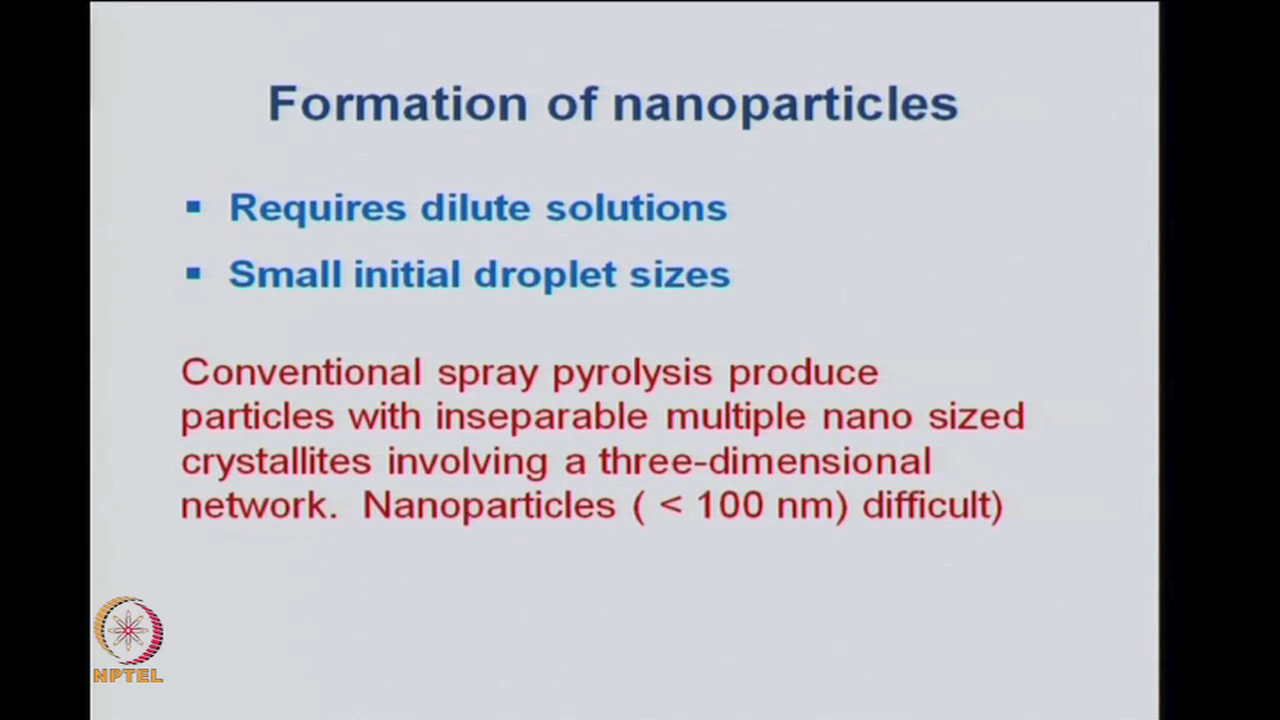 Formation of nanoparticles
▪ Requires dilute solutions
▪ Small initial droplet sizes
Conventional spray pyrolysis produce
particles with inseparable multiple nano sized
crystallites involving a three-dimensional
network. Nanoparticles ( < 100 nm) difficult)
NPTEL